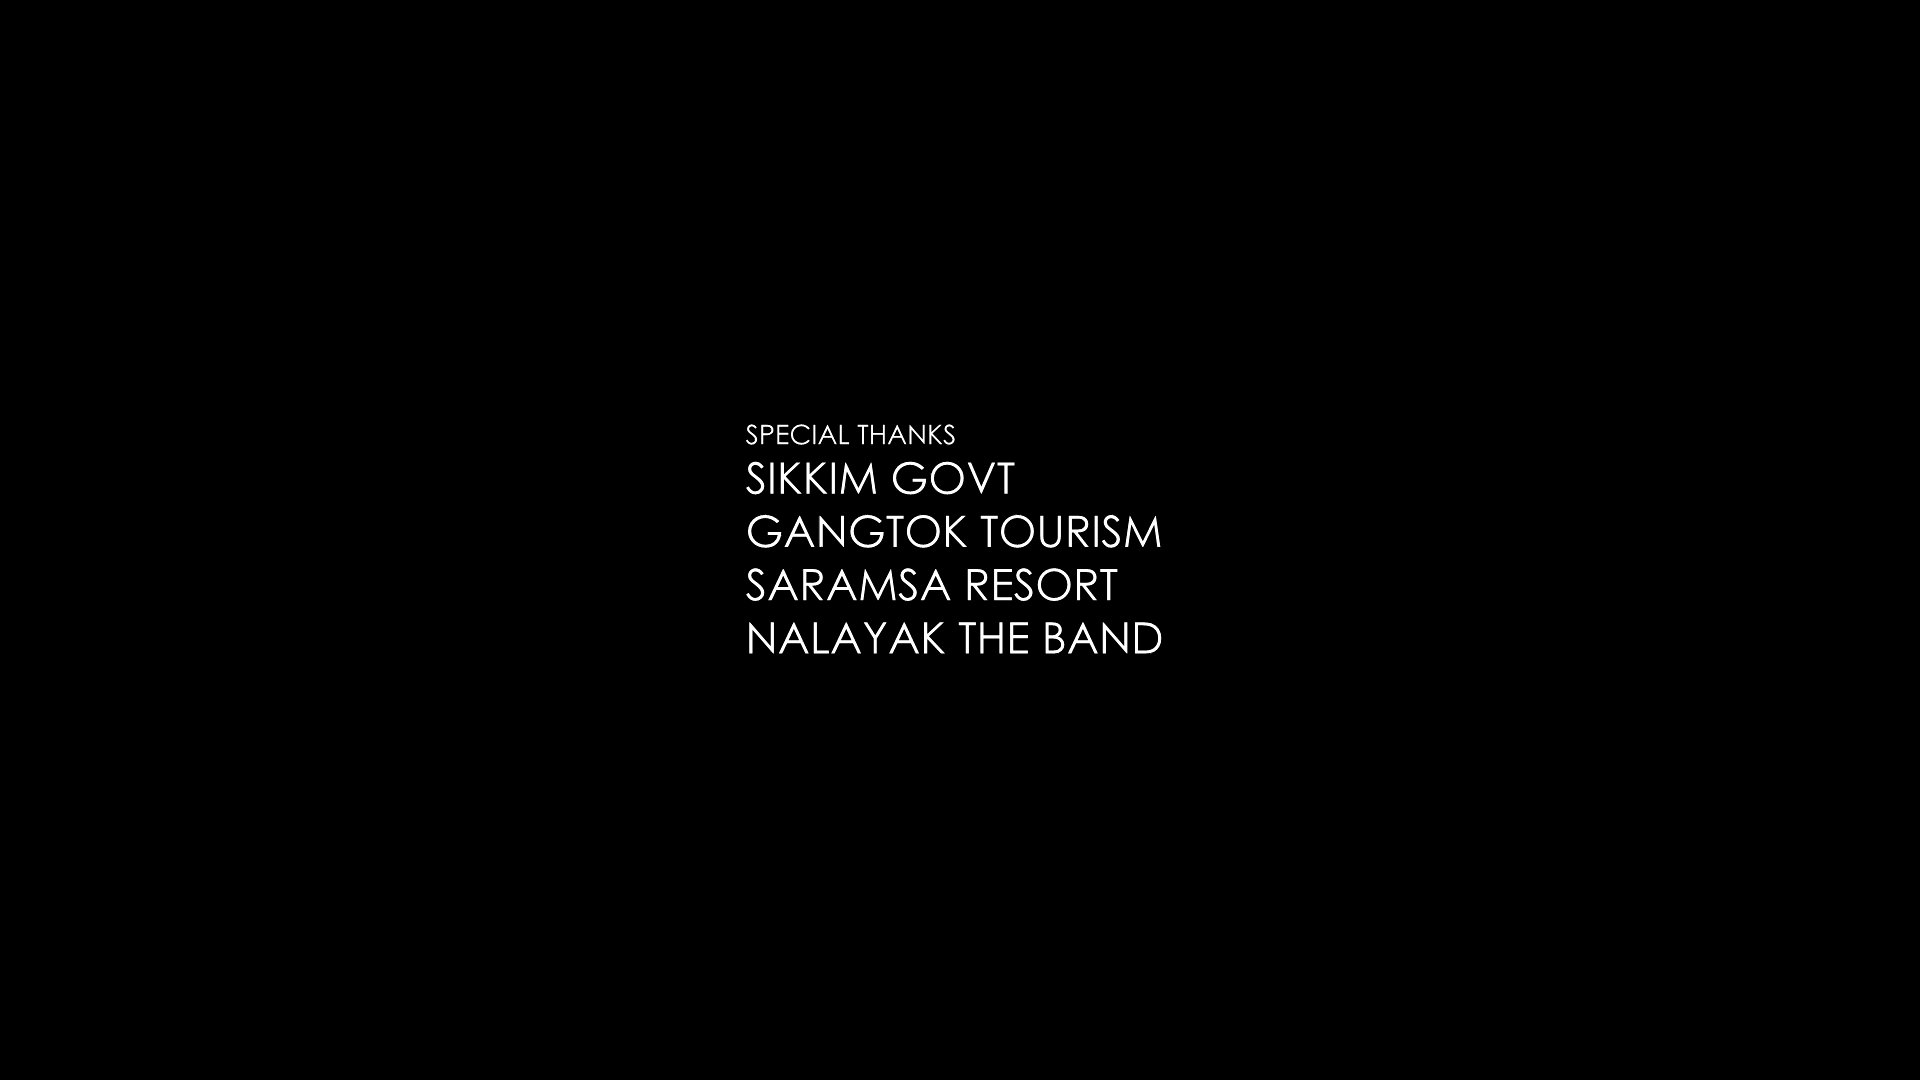 SPECIAL THANKS
SIKKIM GOVT
GANGTOK TOURISM
SARAMSA RESORT
NALAYAK THE BAND